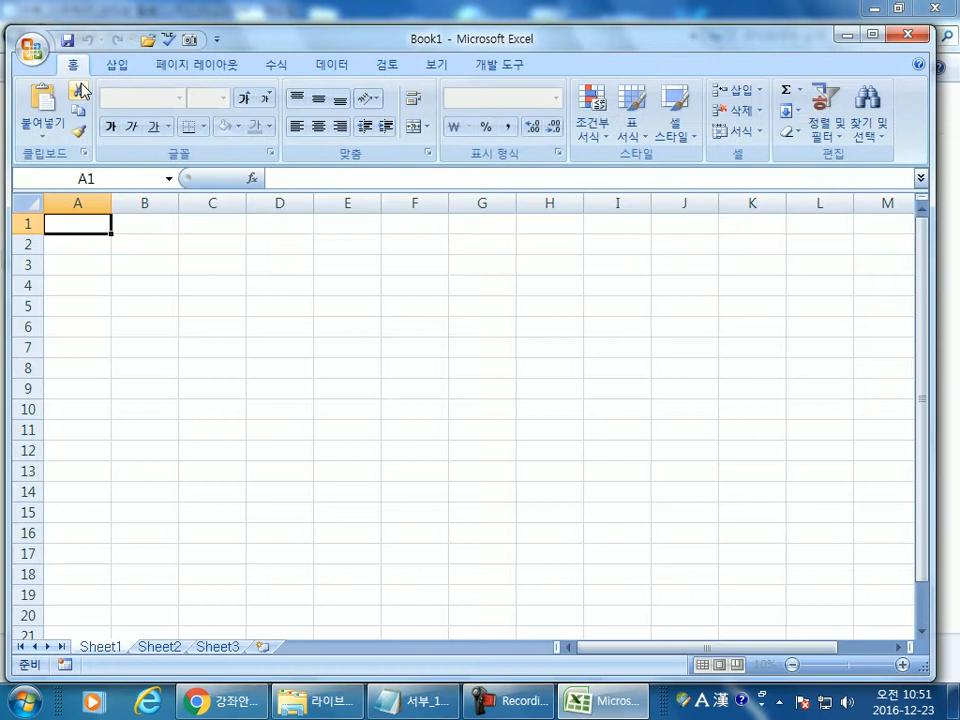 Book1 - Microsoft Excel
홈 삽입 페이지 레이아웃 수식 데이터 검토 보기 개발 도구
붙여넣기
가 가 가 가 가 가
₩ % ,
조건부 서식
표 서식
셀 스타일
삽입
삭제
서식
Σ
정렬 및 필터
찾기 및 선택
클립보드 글꼴 맞춤 표시 형식 스타일 셀 편집
A1 fx
A B C D E F G H I J K L M
1
2
3
4
5
6
7
8
9
10
11
12
13
14
15
16
17
18
19
20
21
Sheet1 Sheet2 Sheet3
준비 10%
강좌안... 라이브... 서부_1... Recordi... Micros... A 漢 오전 10:51
2016-12-23